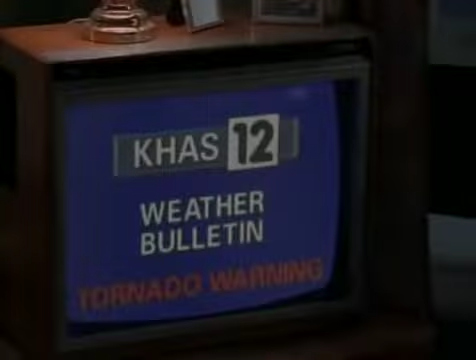 KHAS 12
WEATHER
BULLETIN
TORNADO WARNING